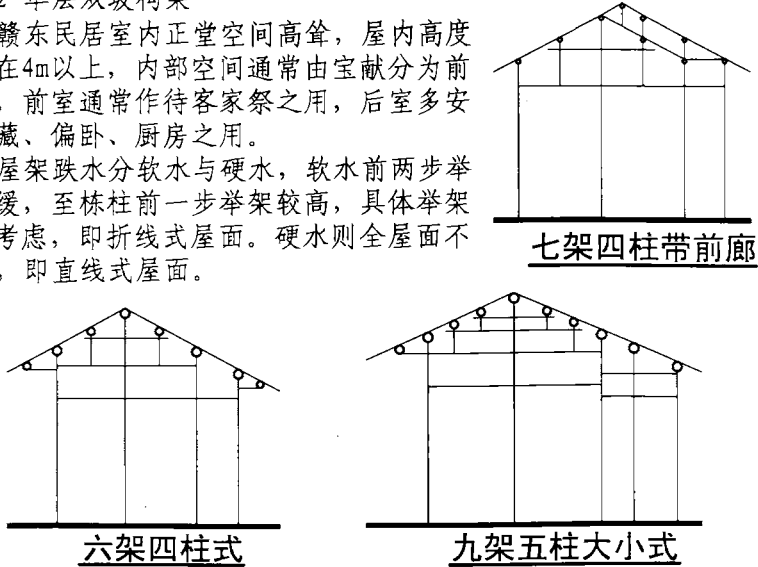 单层双坡构架
赣东民居室内正堂空间高耸，屋内高度
在4m以上，内部空间通常由宝献分为前
。前室通常作待客家祭之用，后室多安
藏、偏卧、厨房之用。
屋架跌水分软水与硬水，软水前两步举
缓，至栋柱前一步举架较高，具体举架
考虑，即折线式屋面。硬水则全屋面不
，即直线式屋面。
七架四柱带前廊
六架四柱式
九架五柱大小式